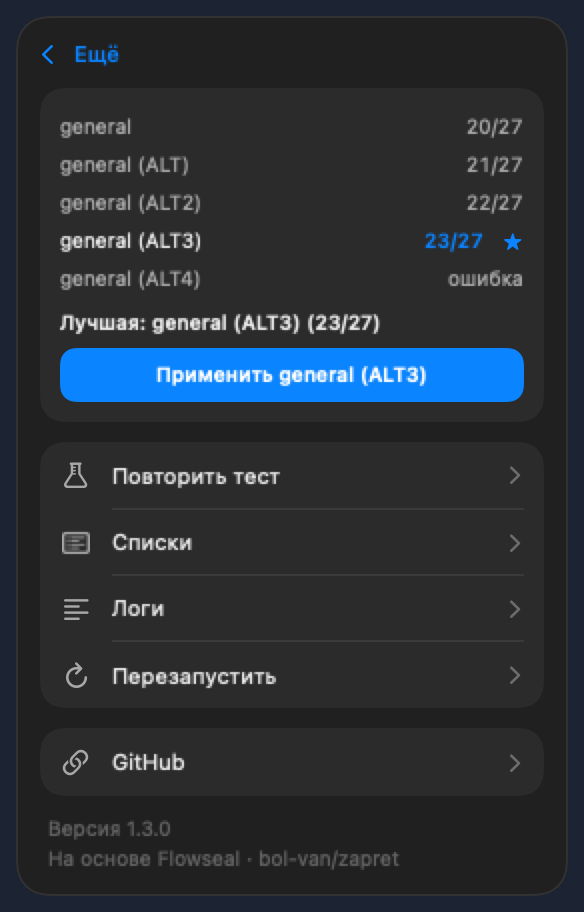 Ещё
general 20/27
general (ALT) 21/27
general (ALT2) 22/27
general (ALT3) 23/27 ★
general (ALT4) ошибка
Лучшая: general (ALT3) (23/27)
Применить general (ALT3)
Повторить тест
Списки
Логи
Перезапустить
GitHub
Версия 1.3.0
На основе Flowseal · bol-van/zapret